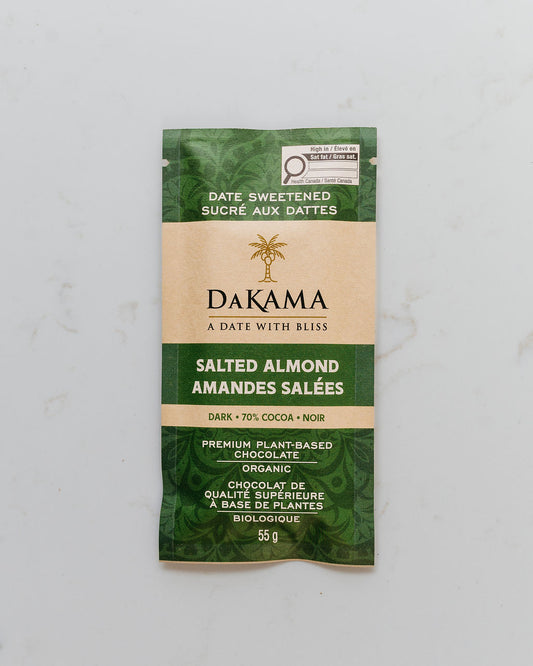 High in / Élevé en
Sat fat / Gras sat.
Health Canada / Santé Canada
DATE SWEETENED
SUCRÉ AUX DATTES
DAKAMA
A DATE WITH BLISS
SALTED ALMOND
AMANDES SALÉES
DARK • 70% COCOA • NOIR
PREMIUM PLANT-BASED
CHOCOLATE
ORGANIC
CHOCOLAT DE
QUALITÉ SUPÉRIEURE
À BASE DE PLANTES
BIOLOGIQUE
55 g